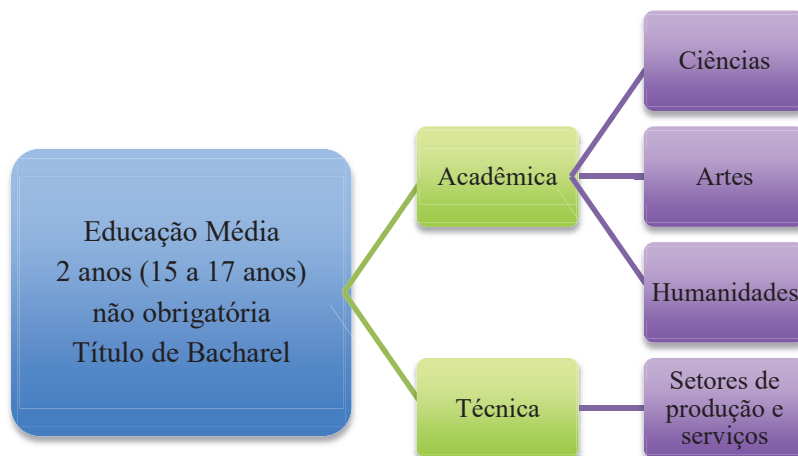 Educação Média
2 anos (15 a 17 anos)
não obrigatória
Título de Bacharel
Acadêmica
Ciências
Artes
Humanidades
Técnica
Setores de
produção e
serviços